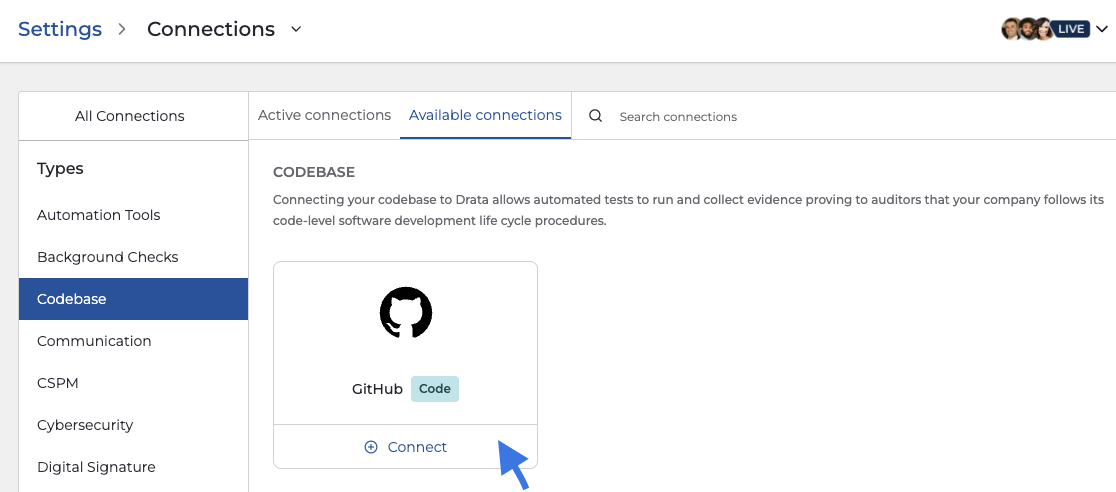 Settings > Connections
LIVE
All Connections
Active connections
Available connections
Search connections
Types
Automation Tools
Background Checks
Codebase
Communication
CSPM
Cybersecurity
Digital Signature
CODEBASE
Connecting your codebase to Drata allows automated tests to run and collect evidence proving to auditors that your company follows its
code-level software development life cycle procedures.
GitHub Code
Connect